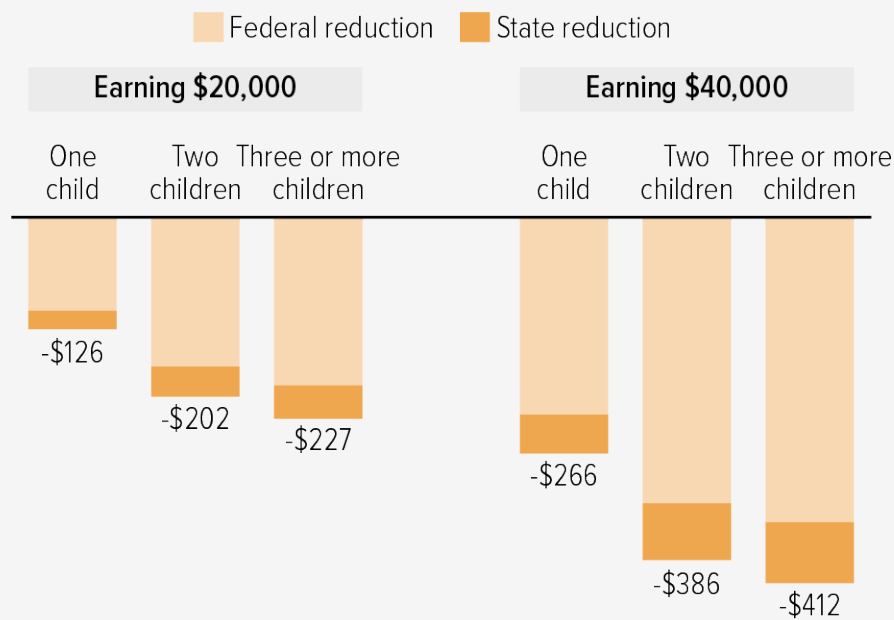 Federal reduction State reduction
Earning $20,000 Earning $40,000
One Two Three or more One Two Three or more
child children children child children children
-$126
-$202
-$227
-$266
-$386
-$412